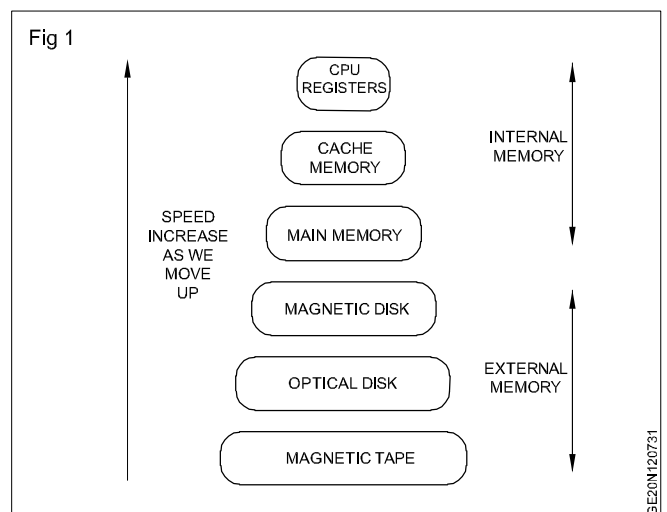 Fig 1
CPU
REGISTERS
CACHE
MEMORY
INTERNAL
MEMORY
SPEED
INCREASE
AS WE
MOVE
UP
MAIN MEMORY
MAGNETIC DISK
OPTICAL DISK
EXTERNAL
MEMORY
MAGNETIC TAPE
GE20N120731